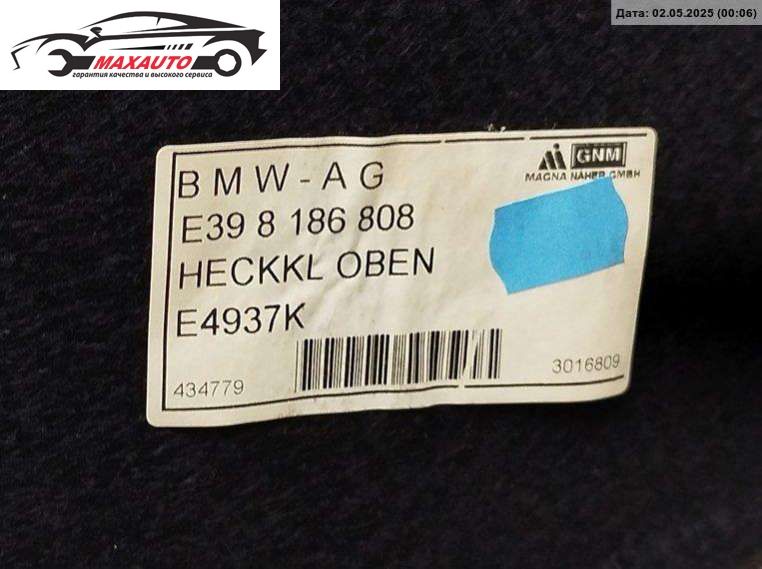 MAXAUTO
гарантия качества и высокого сервиса
Дата: 02.05.2025 (00:06)
GNM
MAGNA NÄHER GMBH
BMW-AG
E39 8 186 808
HECKKL OBEN
E4937K
434779
3016809